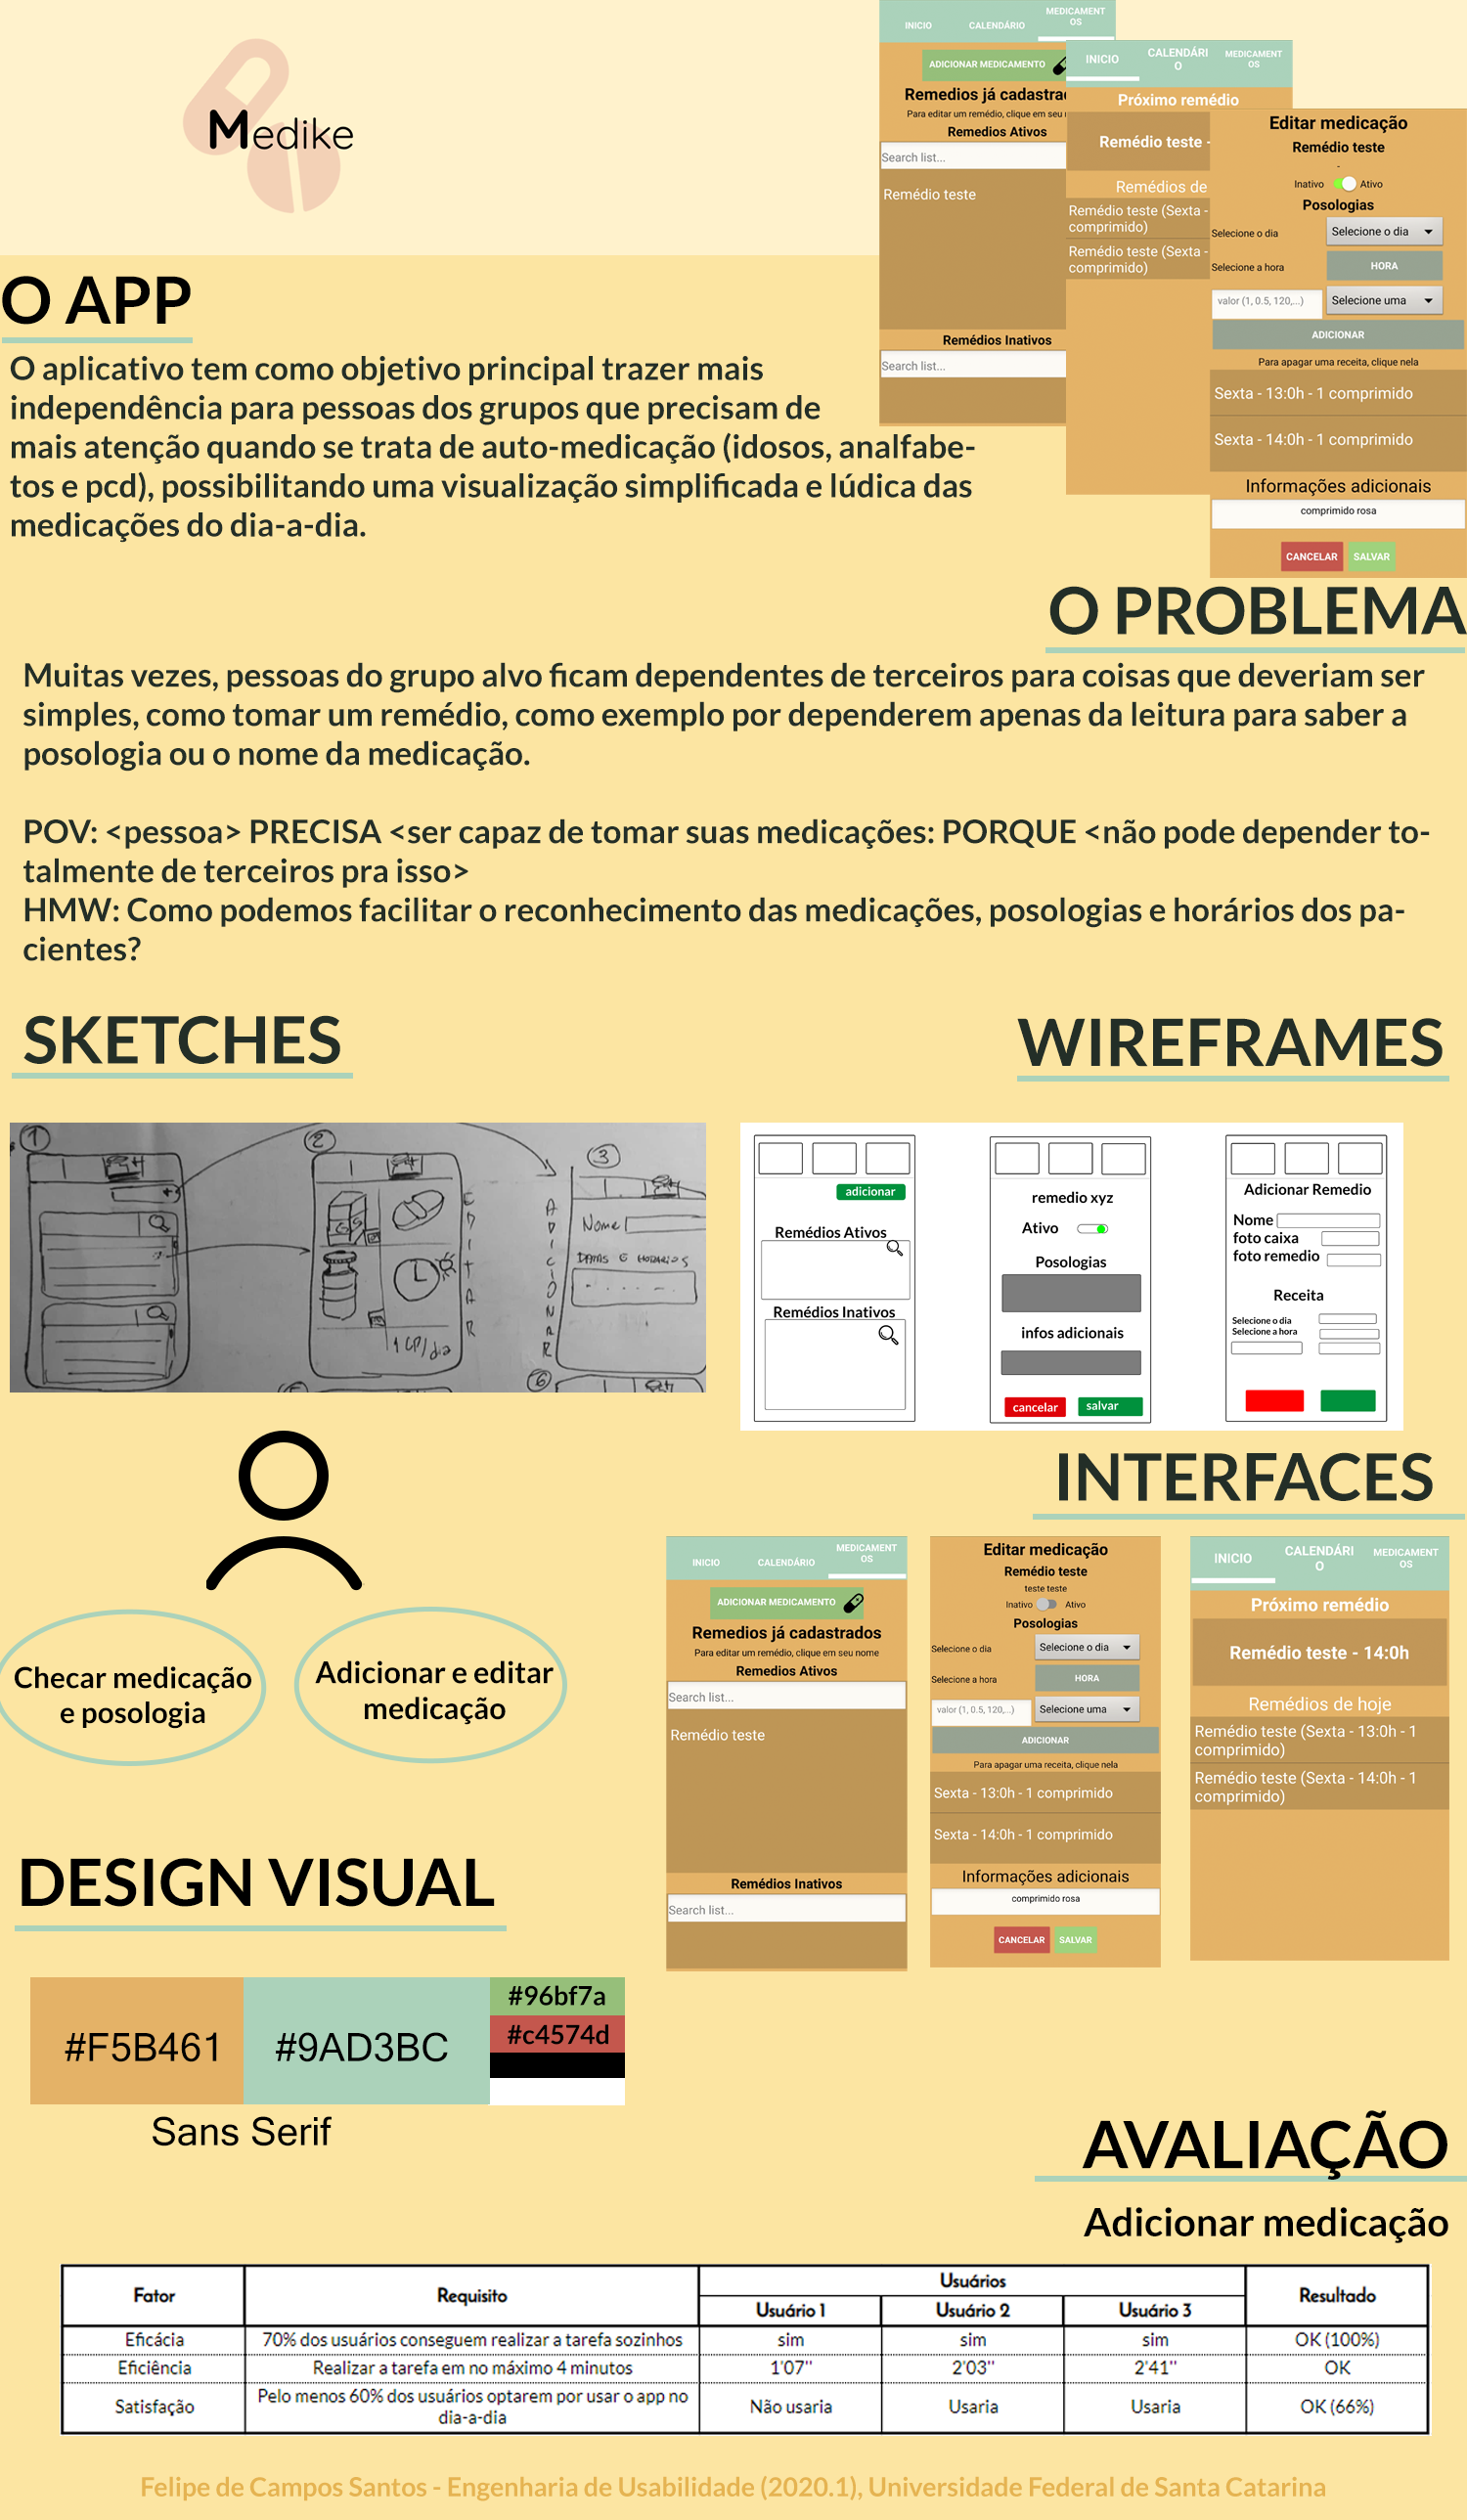 Medike
INICIO
CALENDÁRIO
MEDICAMENT
OS
ADICIONAR MEDICAMENTO
Remedios já cadastra
Para editar um remédio, clique em seu
Remedios Ativos
Search list...
Remédio teste
Remédios Inativos
Search list...
INICIO
CALENDÁRI
O
MEDICAMENT
OS
Próximo remédio
Remédio teste -
Remédios de
Remédio teste (Sexta -
comprimido)
Remédio teste (Sexta -
comprimido)
Editar medicação
Remédio teste
-
Inativo
Ativo
Posologias
Selecione o dia
Selecione o dia
Selecione a hora
HORA
valor (1, 0.5, 120,...)
Selecione uma
ADICIONAR
Para apagar uma receita, clique nela
Sexta - 13:0h - 1 comprimido
Sexta - 14:0h - 1 comprimido
Informações adicionais
comprimido rosa
CANCELAR
SALVAR
O APP
O aplicativo tem como objetivo principal trazer mais
independência para pessoas dos grupos que precisam de
mais atenção quando se trata de auto-medicação (idosos, analfabe-
tos e pcd), possibilitando uma visualização simplificada e lúdica das
medicações do dia-a-dia.
O PROBLEMA
Muitas vezes, pessoas do grupo alvo ficam dependentes de terceiros para coisas que deveriam ser
simples, como tomar um remédio, como exemplo por dependerem apenas da leitura para saber a
posologia ou o nome da medicação.
POV: <pessoa> PRECISA <ser capaz de tomar suas medicações: PORQUE <não pode depender to-
talmente de terceiros pra isso>
HMW: Como podemos facilitar o reconhecimento das medicações, posologias e horários dos pa-
cientes?
SKETCHES
1
2
3
EDITAR
ADICIONAR
Nome
DATAS E HORARIOS
1 CP/dia
6
WIREFRAMES
adicionar
Remédios Ativos
Remédios Inativos
remedio xyz
Ativo
Posologias
infos adicionais
cancelar
salvar
Adicionar Remedio
Nome
foto caixa
foto remedio
Receita
Selecione o dia
Selecione a hora
Checar medicação
e posologia
Adicionar e editar
medicação
INTERFACES
INICIO
CALENDÁRIO
MEDICAMENT
OS
ADICIONAR MEDICAMENTO
Remedios já cadastrados
Para editar um remédio, clique em seu nome
Remedios Ativos
Search list...
Remédio teste
Remédios Inativos
Search list...
Editar medicação
Remédio teste
teste teste
Inativo
Ativo
Posologias
Selecione o dia
Selecione o dia
Selecione a hora
HORA
valor (1, 0.5, 120,...)
Selecione uma
ADICIONAR
Para apagar uma receita, clique nela
Sexta - 13:0h - 1 comprimido
Sexta - 14:0h - 1 comprimido
Informações adicionais
comprimido rosa
CANCELAR
SALVAR
INICIO
CALENDÁRI
O
MEDICAMENT
OS
Próximo remédio
Remédio teste - 14:0h
Remédios de hoje
Remédio teste (Sexta - 13:0h - 1
comprimido)
Remédio teste (Sexta - 14:0h - 1
comprimido)
DESIGN VISUAL
#F5B461
#9AD3BC
#96bf7a
#c4574d
Sans Serif
AVALIAÇÃO
Adicionar medicação
Fator
Requisito
Usuários
Resultado
Usuário 1
Usuário 2
Usuário 3
Eficácia
70% dos usuários conseguem realizar a tarefa sozinhos
sim
sim
sim
OK (100%)
Eficiência
Realizar a tarefa em no máximo 4 minutos
1'07''
2'03''
2'41''
OK
Satisfação
Pelo menos 60% dos usuários optarem por usar o app no
dia-a-dia
Não usaria
Usaria
Usaria
OK (66%)
Felipe de Campos Santos - Engenharia de Usabilidade (2020.1), Universidade Federal de Santa Catarina